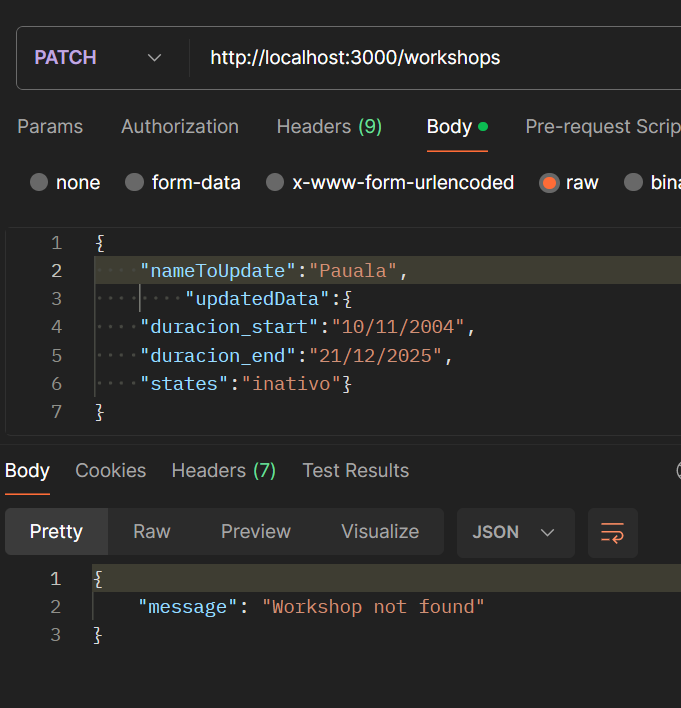 PATCH http://localhost:3000/workshops
Params Authorization Headers (9) Body Pre-request Scrip
none form-data x-www-form-urlencoded raw bina
1 {
2 "nameToUpdate":"Pauala",
3 "updatedData":{
4 "duracion_start":"10/11/2004",
5 "duracion_end":"21/12/2025",
6 "states":"inativo"}
7 }
Body Cookies Headers (7) Test Results
Pretty Raw Preview Visualize JSON
1 {
2 "message": "Workshop not found"
3 }